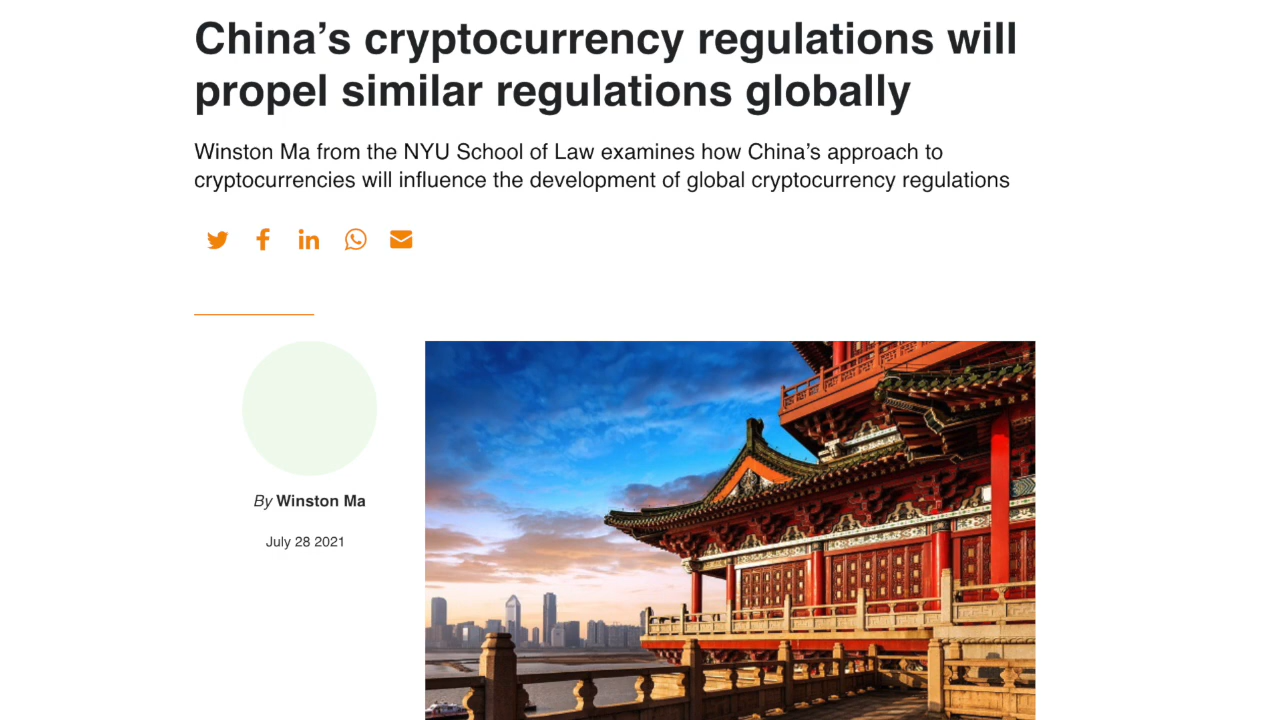 China’s cryptocurrency regulations will
propel similar regulations globally
Winston Ma from the NYU School of Law examines how China’s approach to
cryptocurrencies will influence the development of global cryptocurrency regulations
By Winston Ma
July 28 2021